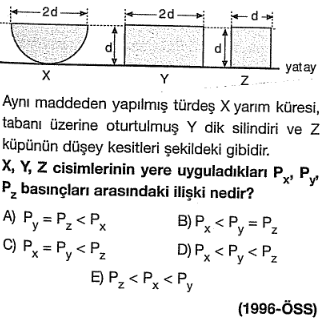 2d 2d d
d d
X Y Z yatay
Aynı maddeden yapılmış türdeş X yarım küresi,
tabanı üzerine oturtulmuş Y dik silindiri ve Z
küpünün düşey kesitleri şekildeki gibidir.
X, Y, Z cisimlerinin yere uyguladıkları Px, Py,
Pz basınçları arasındaki ilişki nedir?
A) Py = Pz < Px B) Px < Py = Pz
C) Px = Py < Pz D) Px < Py < Pz
E) Pz < Px < Py
(1996-ÖSS)